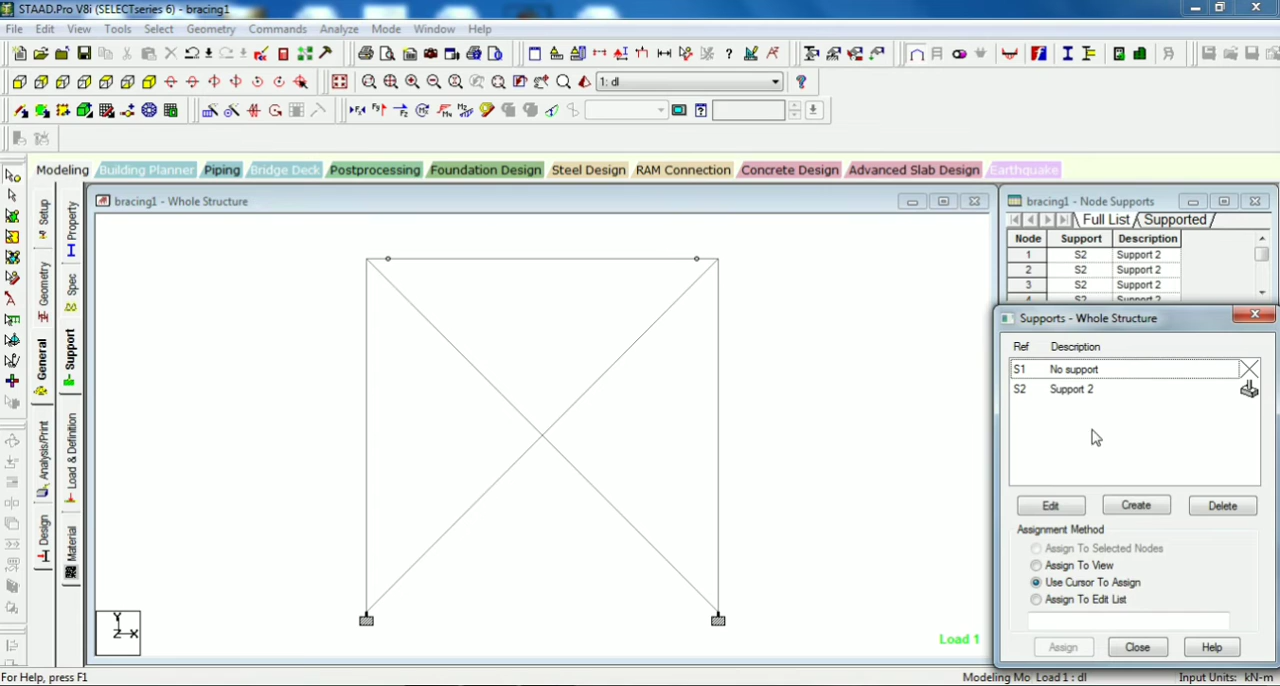 STAAD.Pro V8i (SELECTseries 6) - bracing1
File Edit View Tools Select Geometry Commands Analyze Mode Window Help
1: dl
Modeling Building Planner Piping Bridge Deck Postprocessing Foundation Design Steel Design RAM Connection Concrete Design Advanced Slab Design Earthquake
Setup
Geometry
General
Analysis/Print
Design
Property
Spec
Support
Load & Definition
Material
bracing1 - Whole Structure
Y
Z X
Load 1
bracing1 - Node Supports
Full List Supported
Node Support Description
1 S2 Support 2
2 S2 Support 2
3 S2 Support 2
4 S2 Support 2
Supports - Whole Structure
Ref Description
S1 No support
S2 Support 2
Edit Create Delete
Assignment Method
Assign To Selected Nodes
Assign To View
Use Cursor To Assign
Assign To Edit List
Assign Close Help
For Help, press F1
Modeling Mo Load 1 : dl Input Units: kN-m